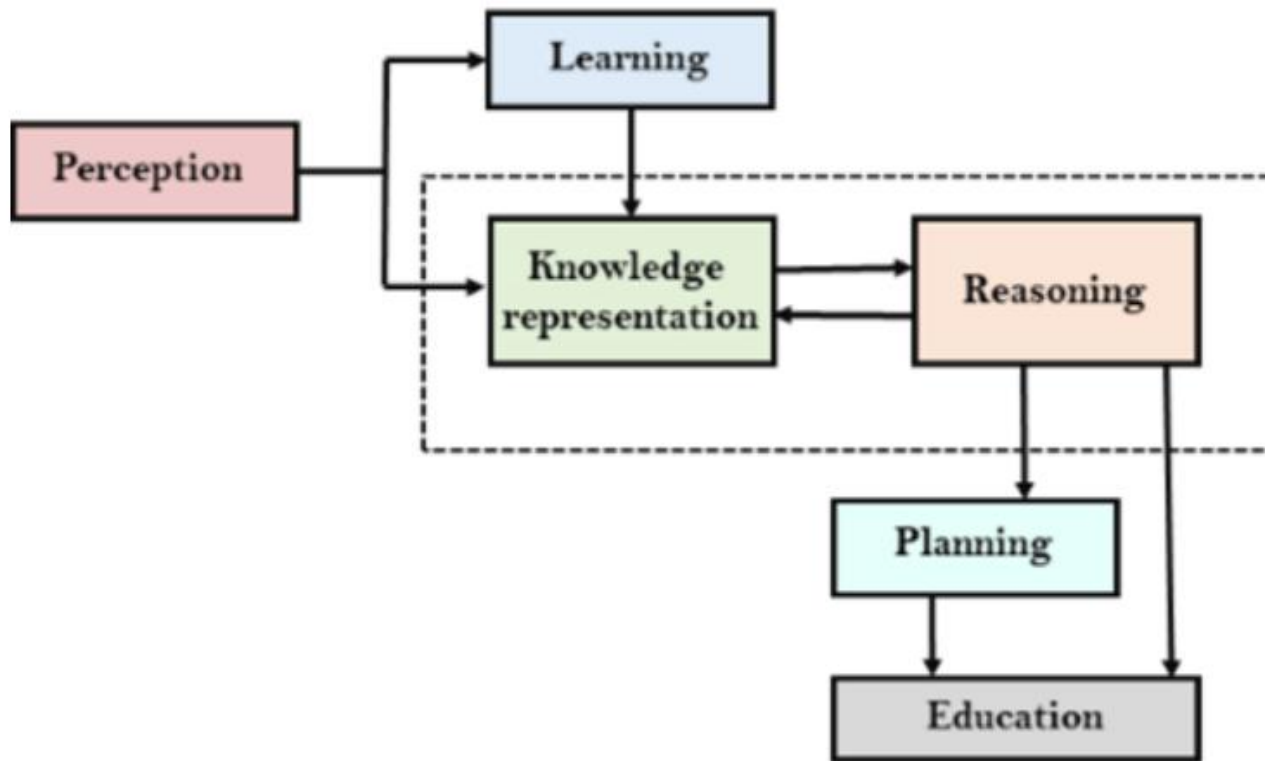 Learning
Perception
Knowledge
representation
Reasoning
Planning
Education